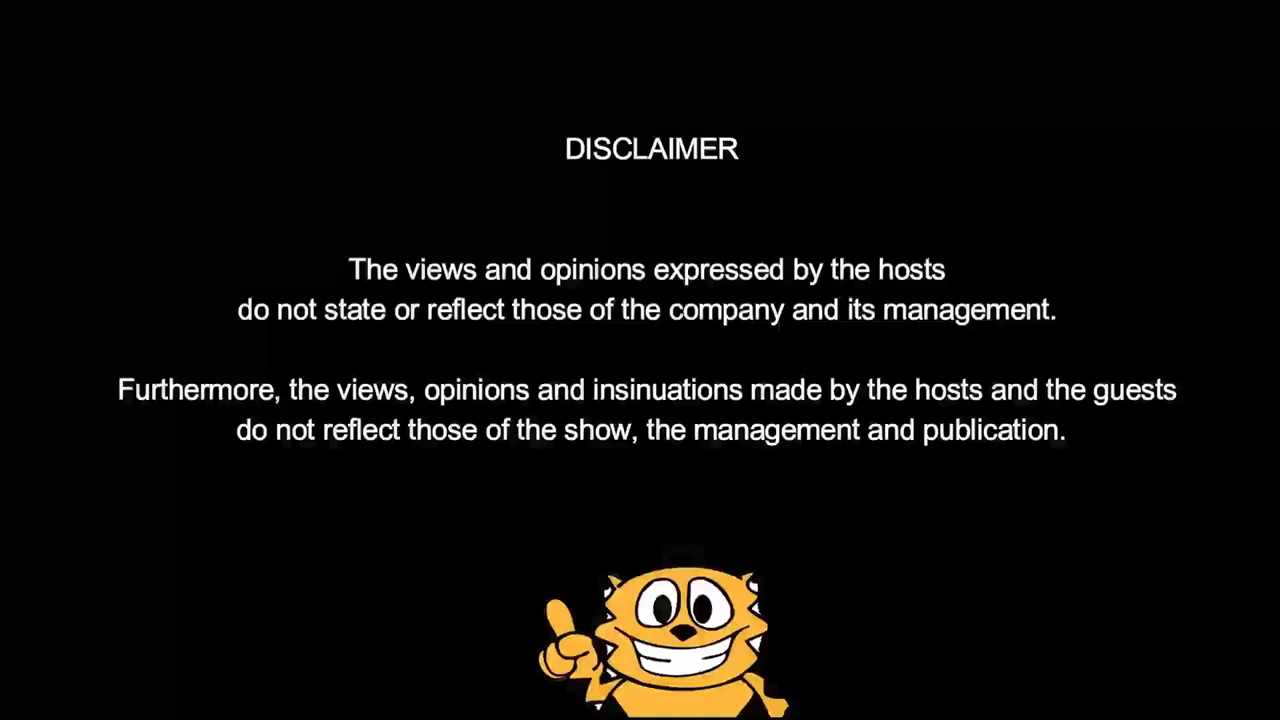 DISCLAIMER
The views and opinions expressed by the hosts
do not state or reflect those of the company and its management.
Furthermore, the views, opinions and insinuations made by the hosts and the guests
do not reflect those of the show, the management and publication.